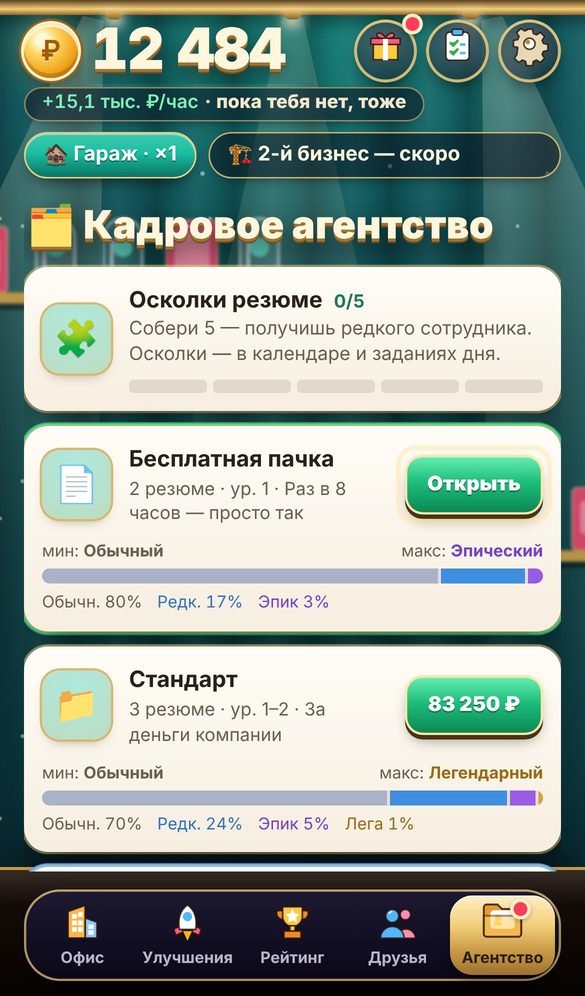 ₽ 12 484
+15,1 тыс. ₽/час · пока тебя нет, тоже
Гараж · ×1
2-й бизнес — скоро
Кадровое агентство
Осколки резюме 0/5
Собери 5 — получишь редкого сотрудника.
Осколки — в календаре и заданиях дня.
Бесплатная пачка
2 резюме · ур. 1 · Раз в 8
часов — просто так
Открыть
мин: Обычный
макс: Эпический
Обычн. 80% Редк. 17% Эпик 3%
Стандарт
3 резюме · ур. 1–2 · За
деньги компании
83 250 ₽
мин: Обычный
макс: Легендарный
Обычн. 70% Редк. 24% Эпик 5% Лега 1%
Офис
Улучшения
Рейтинг
Друзья
Агентство